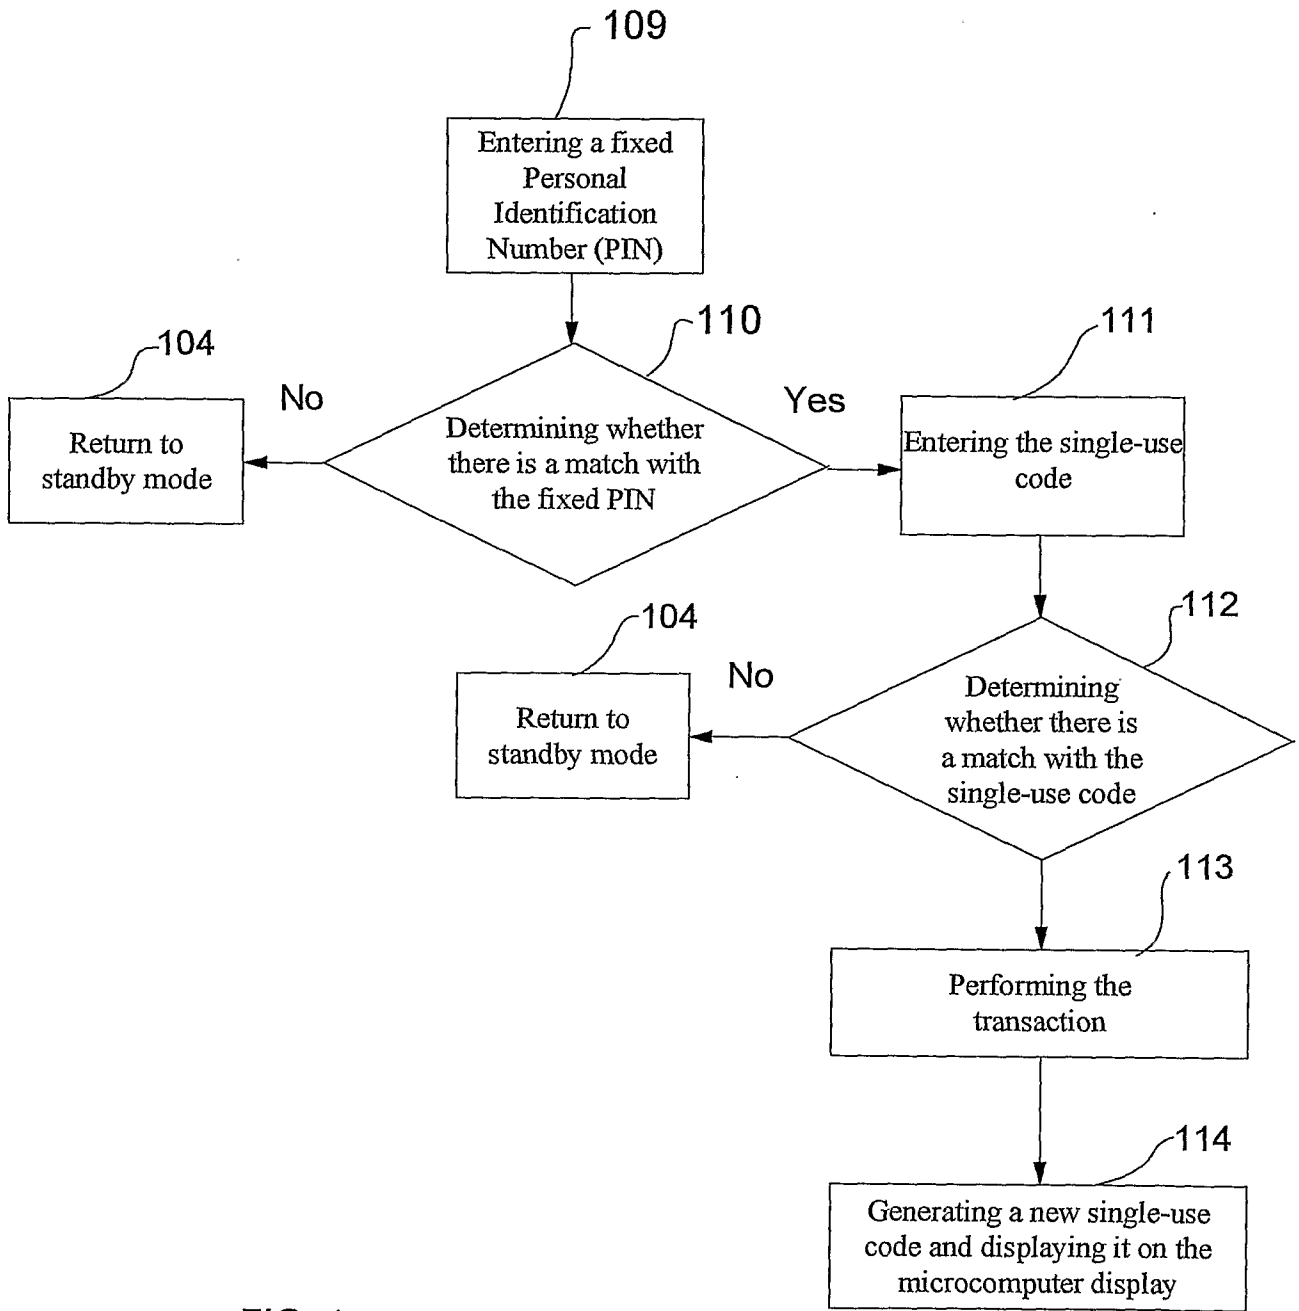 109
Entering a fixed
Personal
Identification
Number (PIN)
110
104
No
Yes
111
Return to
standby mode
Determining whether
there is a match with
the fixed PIN
Entering the single-use
code
112
104
No
Return to
standby mode
Determining
whether there is
a match with the
single-use code
113
Performing the
transaction
114
Generating a new single-use
code and displaying it on the
microcomputer display